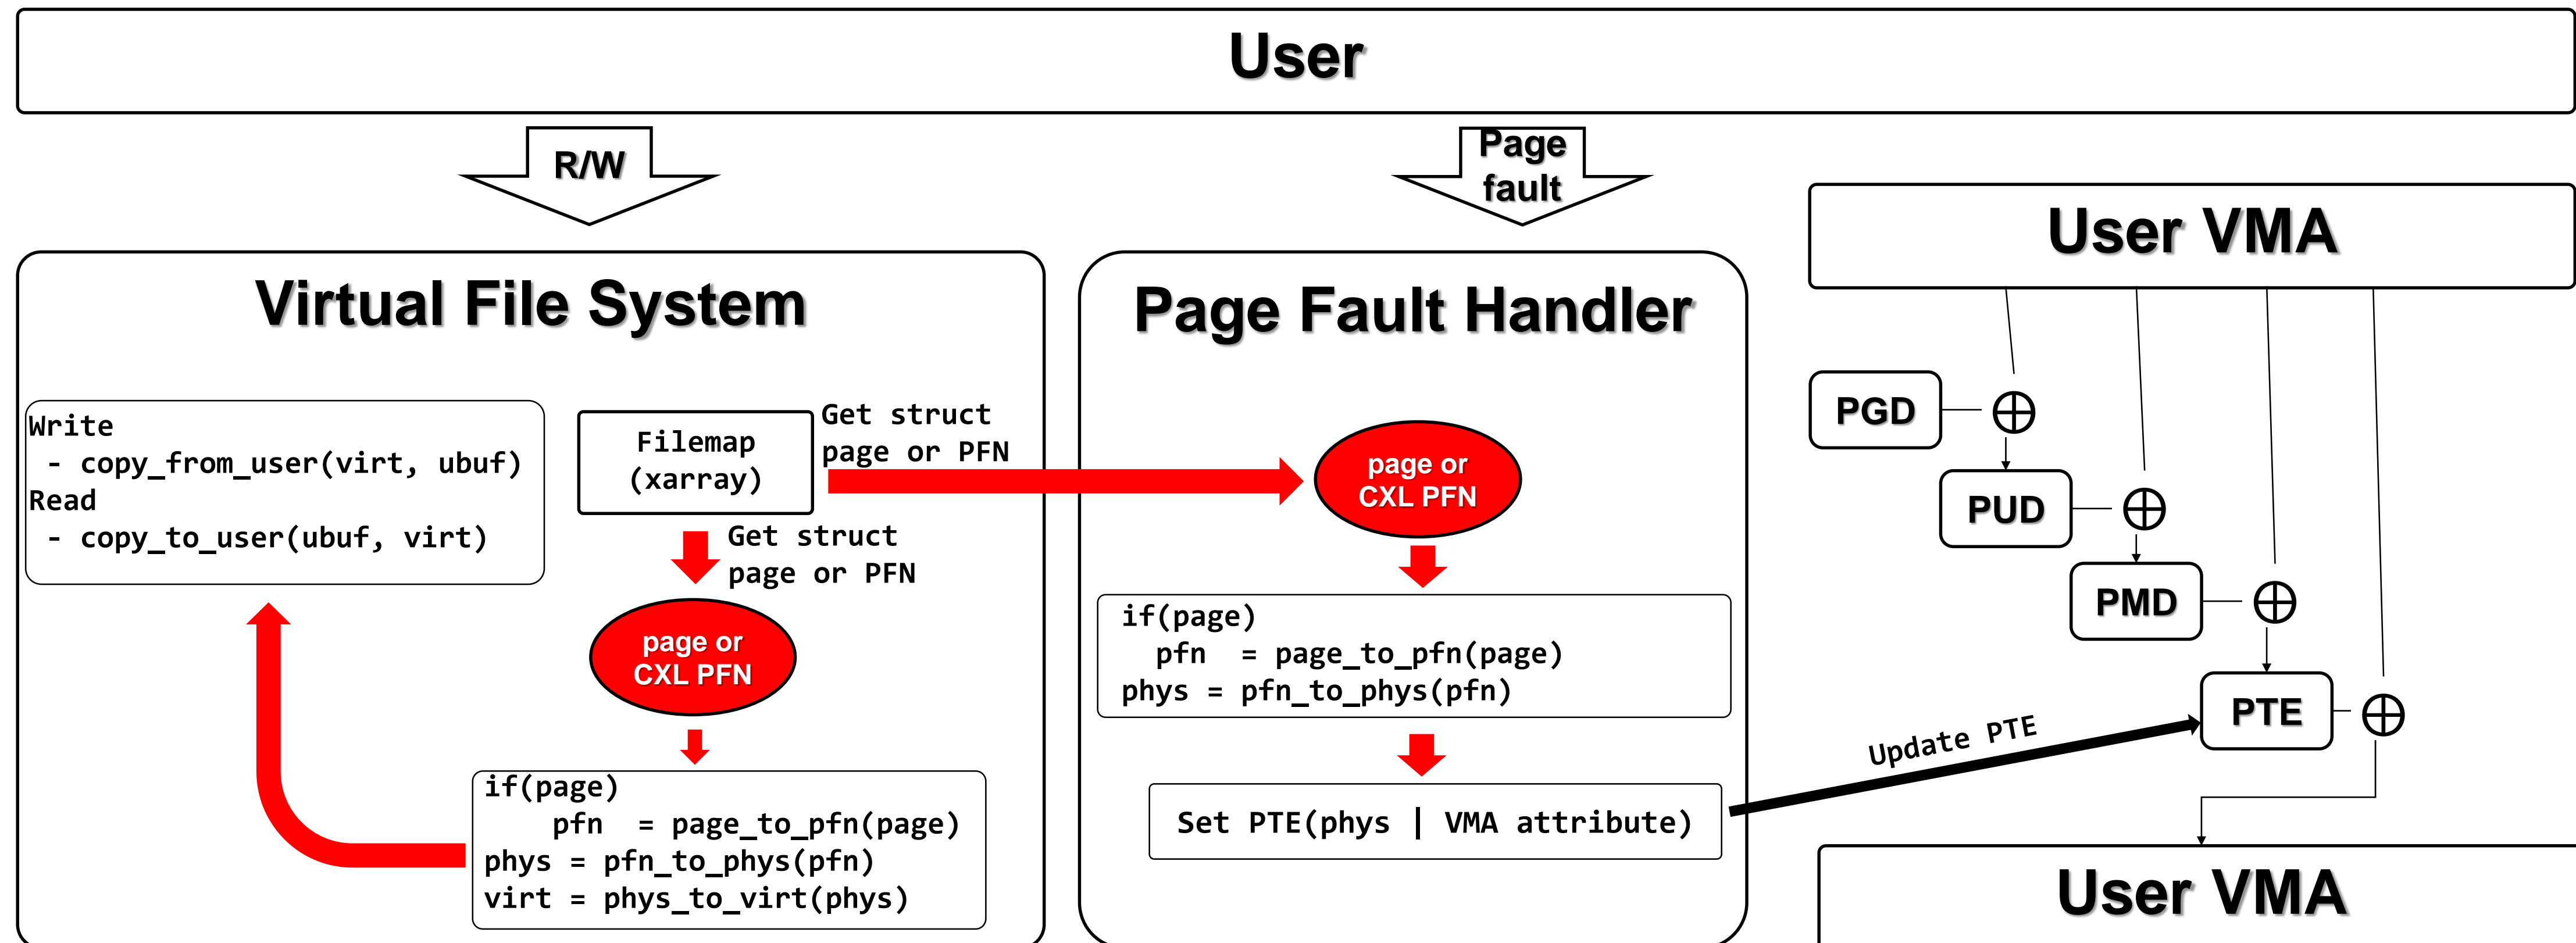 User
R/W
Page
fault
User VMA
Virtual File System
Page Fault Handler
Write
 - copy_from_user(virt, ubuf)
Read
 - copy_to_user(ubuf, virt)
Filemap
(xarray)
Get struct
page or PFN
Get struct
page or PFN
page or
CXL PFN
if(page)
    pfn  = page_to_pfn(page)
phys = pfn_to_phys(pfn)
virt = phys_to_virt(phys)
page or
CXL PFN
if(page)
  pfn  = page_to_pfn(page)
phys = pfn_to_phys(pfn)
Set PTE(phys | VMA attribute)
Update PTE
PGD
PUD
PMD
PTE
User VMA